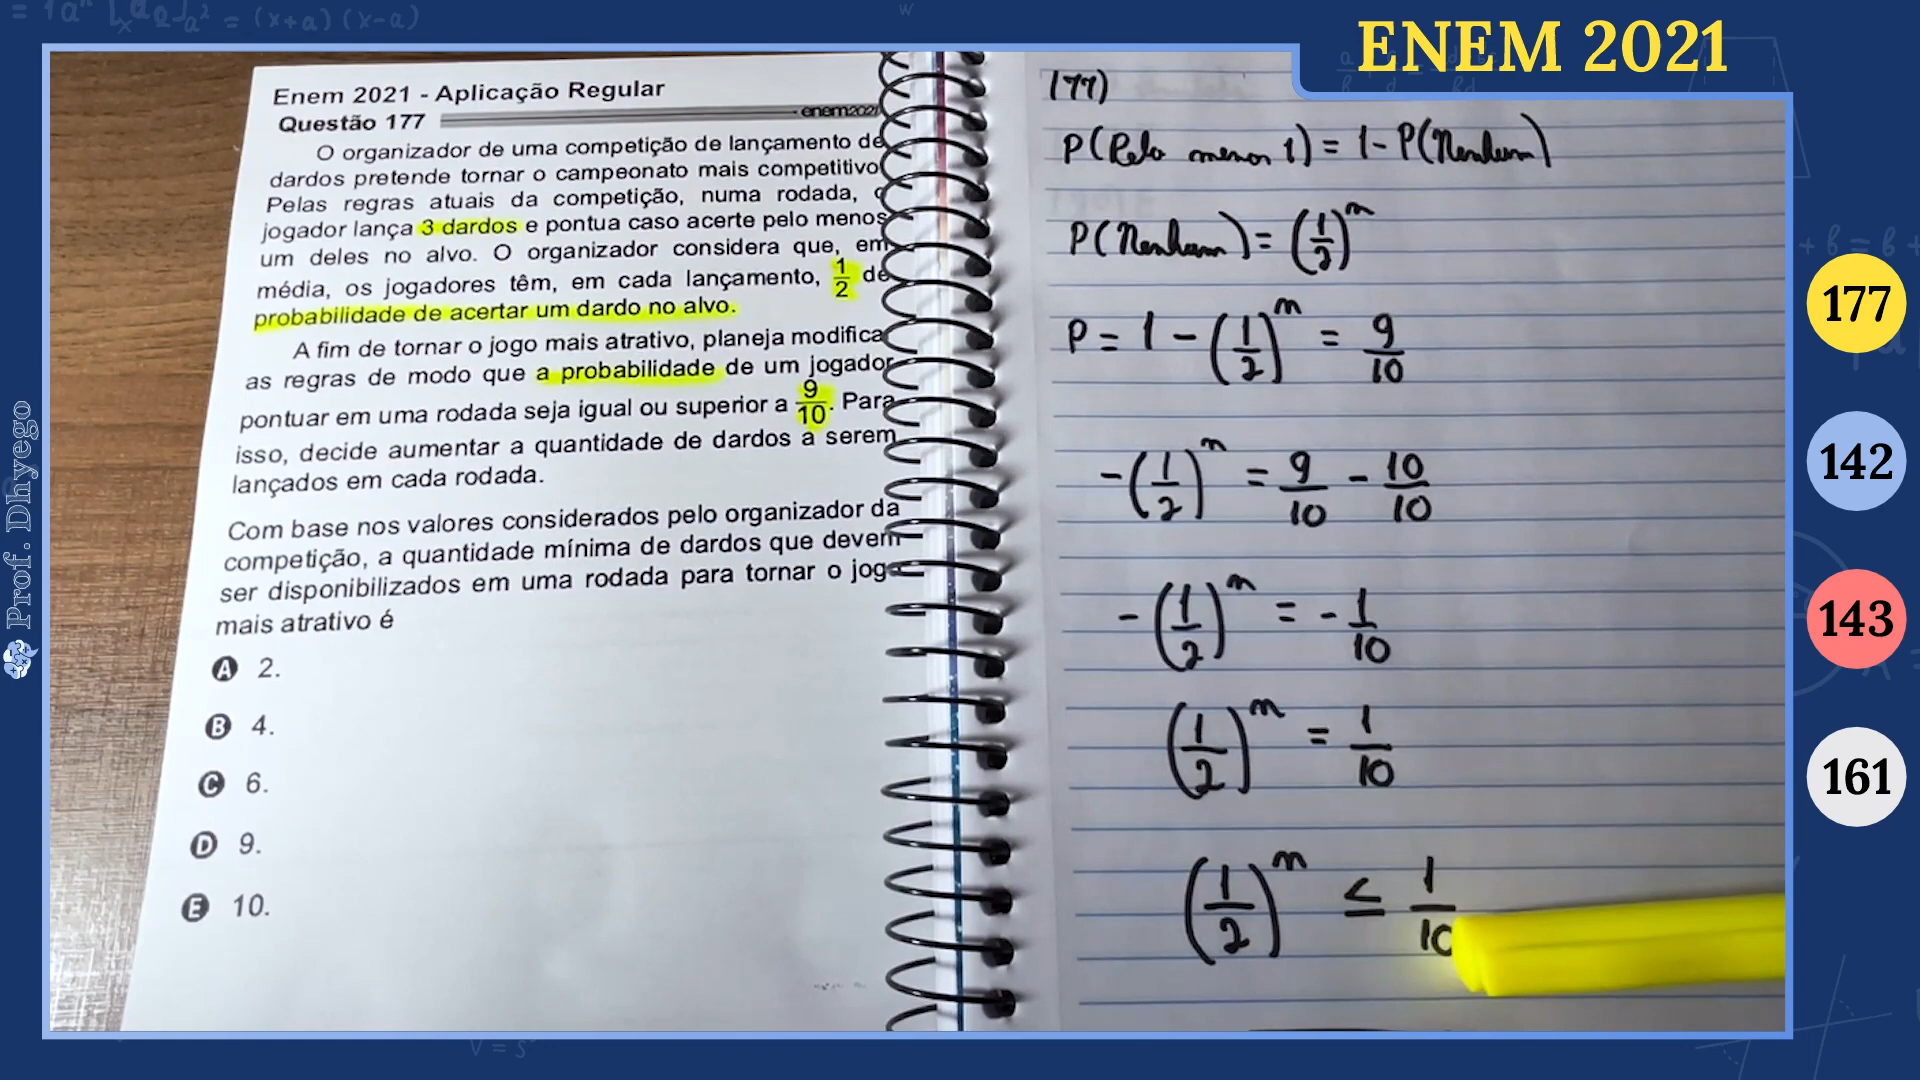 ENEM 2021
Enem 2021 - Aplicação Regular
Questão 177
enem2021
O organizador de uma competição de lançamento de
dardos pretende tornar o campeonato mais competitivo
Pelas regras atuais da competição, numa rodada, o
jogador lança 3 dardos e pontua caso acerte pelo menos
um deles no alvo. O organizador considera que, em
média, os jogadores têm, em cada lançamento, 1/2 de
probabilidade de acertar um dardo no alvo.
A fim de tornar o jogo mais atrativo, planeja modifica
as regras de modo que a probabilidade de um jogador
pontuar em uma rodada seja igual ou superior a 9/10. Para
isso, decide aumentar a quantidade de dardos a serem
lançados em cada rodada.
Com base nos valores considerados pelo organizador da
competição, a quantidade mínima de dardos que devem
ser disponibilizados em uma rodada para tornar o jog
mais atrativo é
A 2.
B 4.
C 6.
D 9.
E 10.
177)
P(Pelo menos 1) = 1 - P(Nenhum)
P(Nenhum) = (1/2)^n
P = 1 - (1/2)^n = 9/10
-(1/2)^n = 9/10 - 10/10
-(1/2)^n = -1/10
(1/2)^n = 1/10
(1/2)^n ≤ 1/10
177
142
143
161
Prof. Dhyego
= (x+a) (x-a)